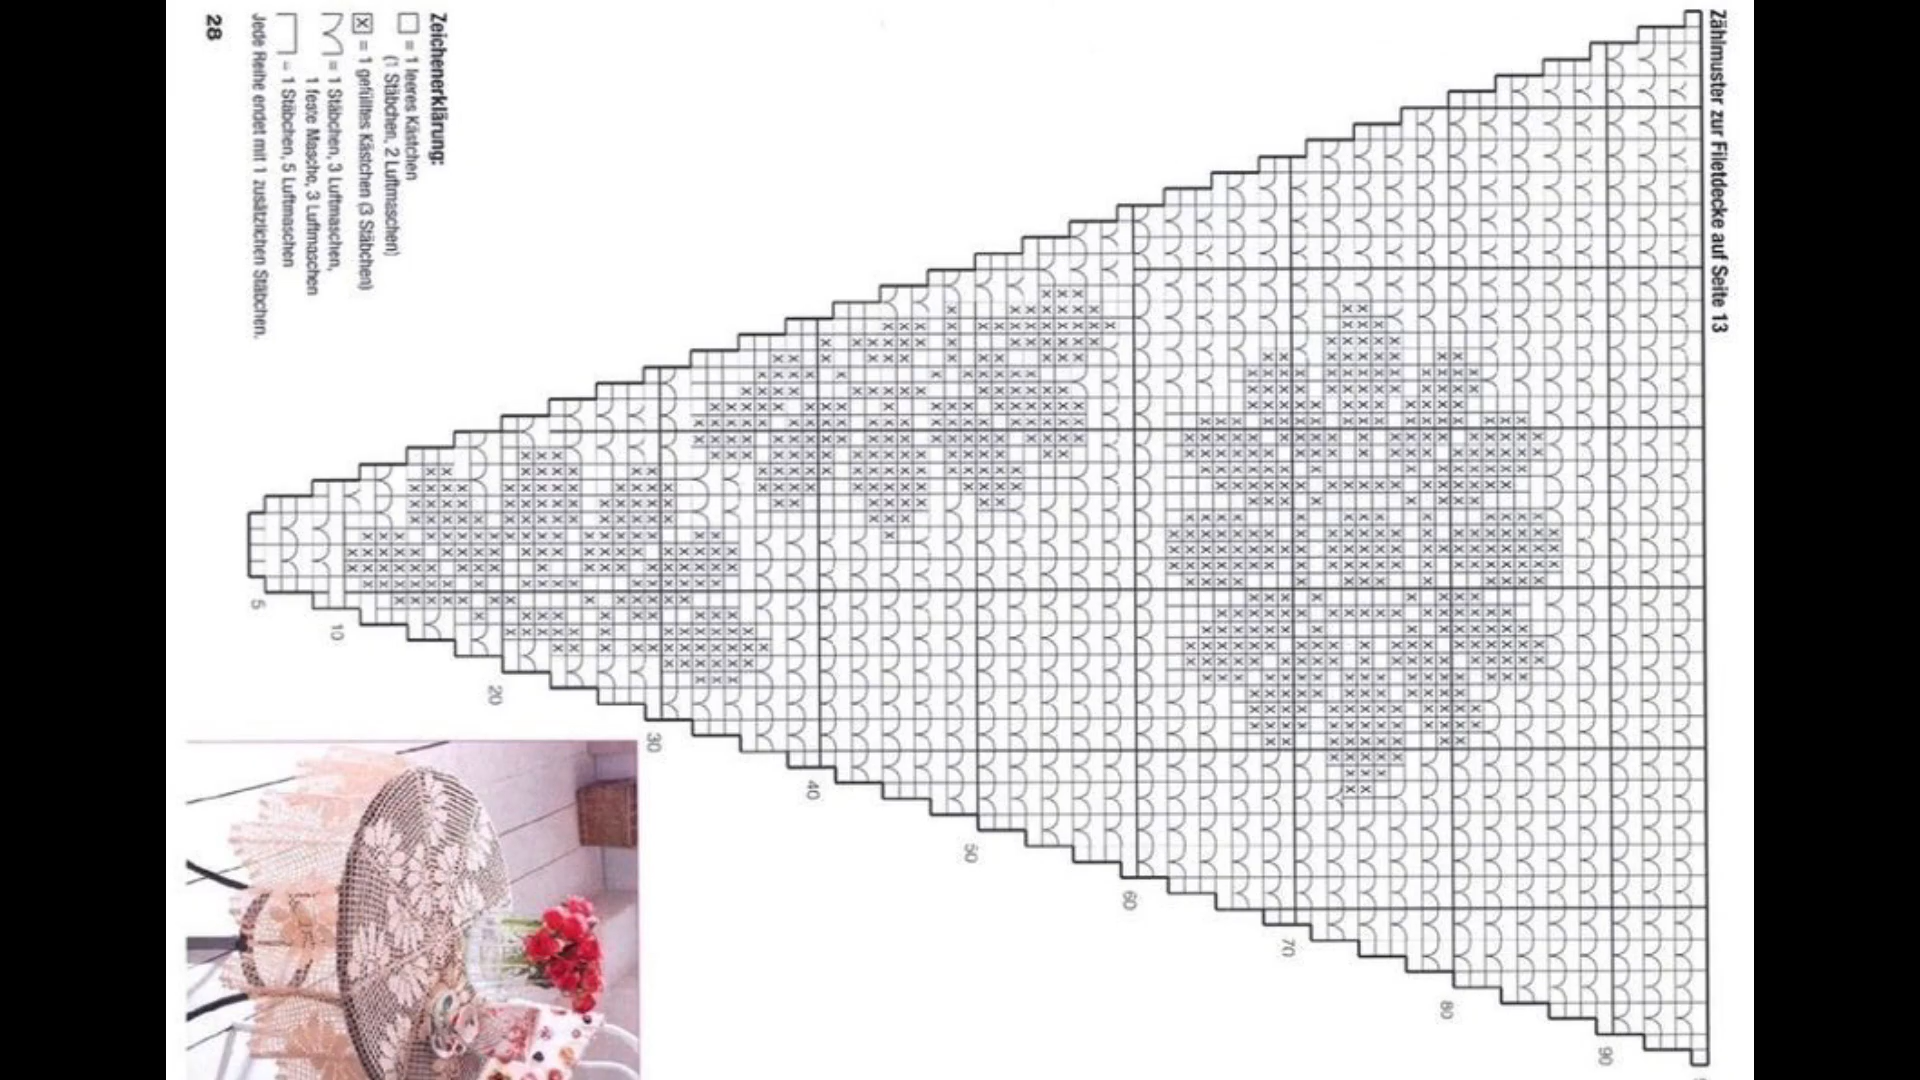 Zählmuster zur Filetdecke auf Seite 13
5
10
20
30
40
50
60
70
80
90
Zeichenerklärung:
= 1 leeres Kästchen
(1 Stäbchen, 2 Luftmaschen)
X = 1 gefülltes Kästchen (3 Stäbchen)
= 1 Stäbchen, 3 Luftmaschen,
1 feste Masche, 3 Luftmaschen
= 1 Stäbchen, 5 Luftmaschen
Jede Reihe endet mit 1 zusätzlichen Stäbchen.
28